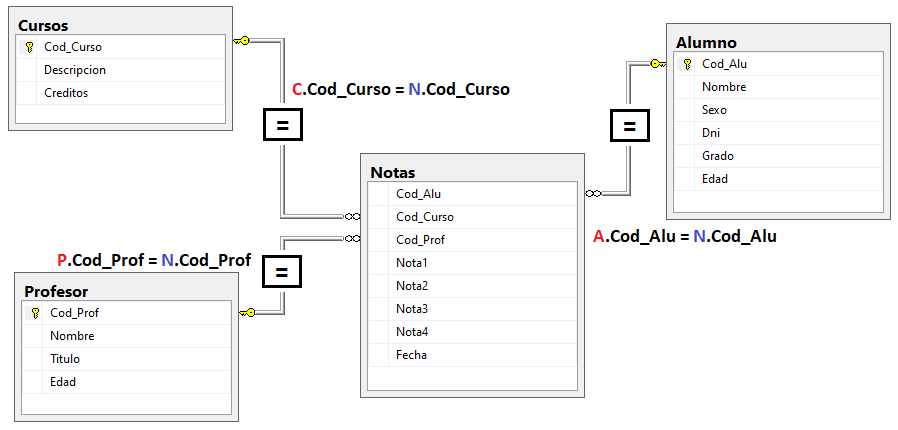 Cursos
Cod_Curso
Descripcion
Creditos
C.Cod_Curso = N.Cod_Curso
=
Alumno
Cod_Alu
Nombre
Sexo
Dni
Grado
Edad
=
A.Cod_Alu = N.Cod_Alu
Notas
Cod_Alu
Cod_Curso
Cod_Prof
Nota1
Nota2
Nota3
Nota4
Fecha
P.Cod_Prof = N.Cod_Prof
=
Profesor
Cod_Prof
Nombre
Titulo
Edad